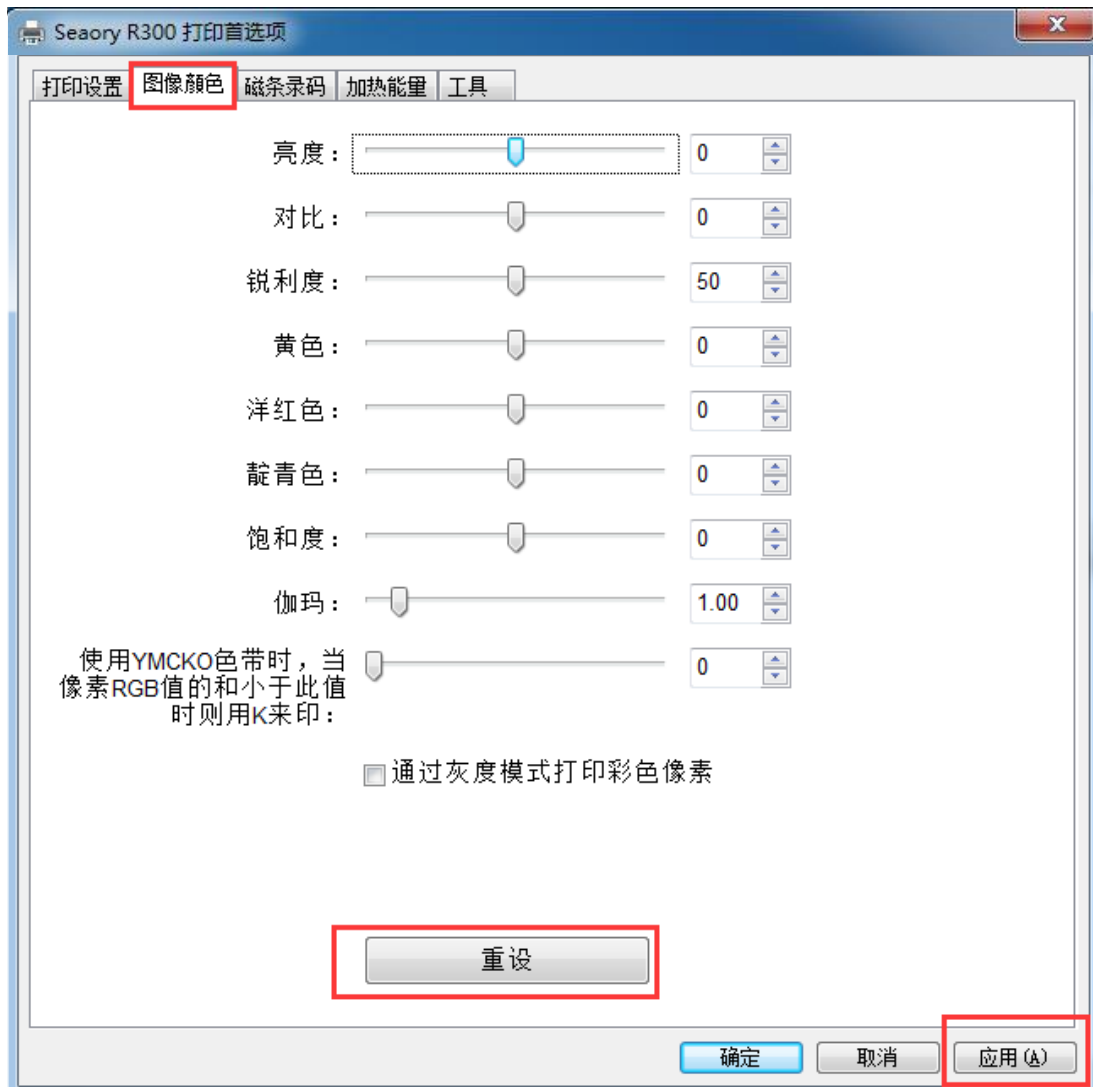 Seaory R300 打印首选项
打印设置 图像顏色 磁条录码 加热能量 工具
亮度： 0
对比： 0
锐利度： 50
黄色： 0
洋红色： 0
靛青色： 0
饱和度： 0
伽玛： 1.00
使用YMCKO色带时，当
像素RGB值的和小于此值
时则用K来印： 0
通过灰度模式打印彩色像素
重设
确定 取消 应用(A)